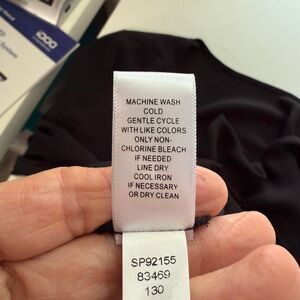 MACHINE WASH
COLD
GENTLE CYCLE
WITH LIKE COLORS
ONLY NON-
CHLORINE BLEACH
IF NEEDED
LINE DRY
COOL IRON
IF NECESSARY
OR DRY CLEAN
SP92155
83469
130